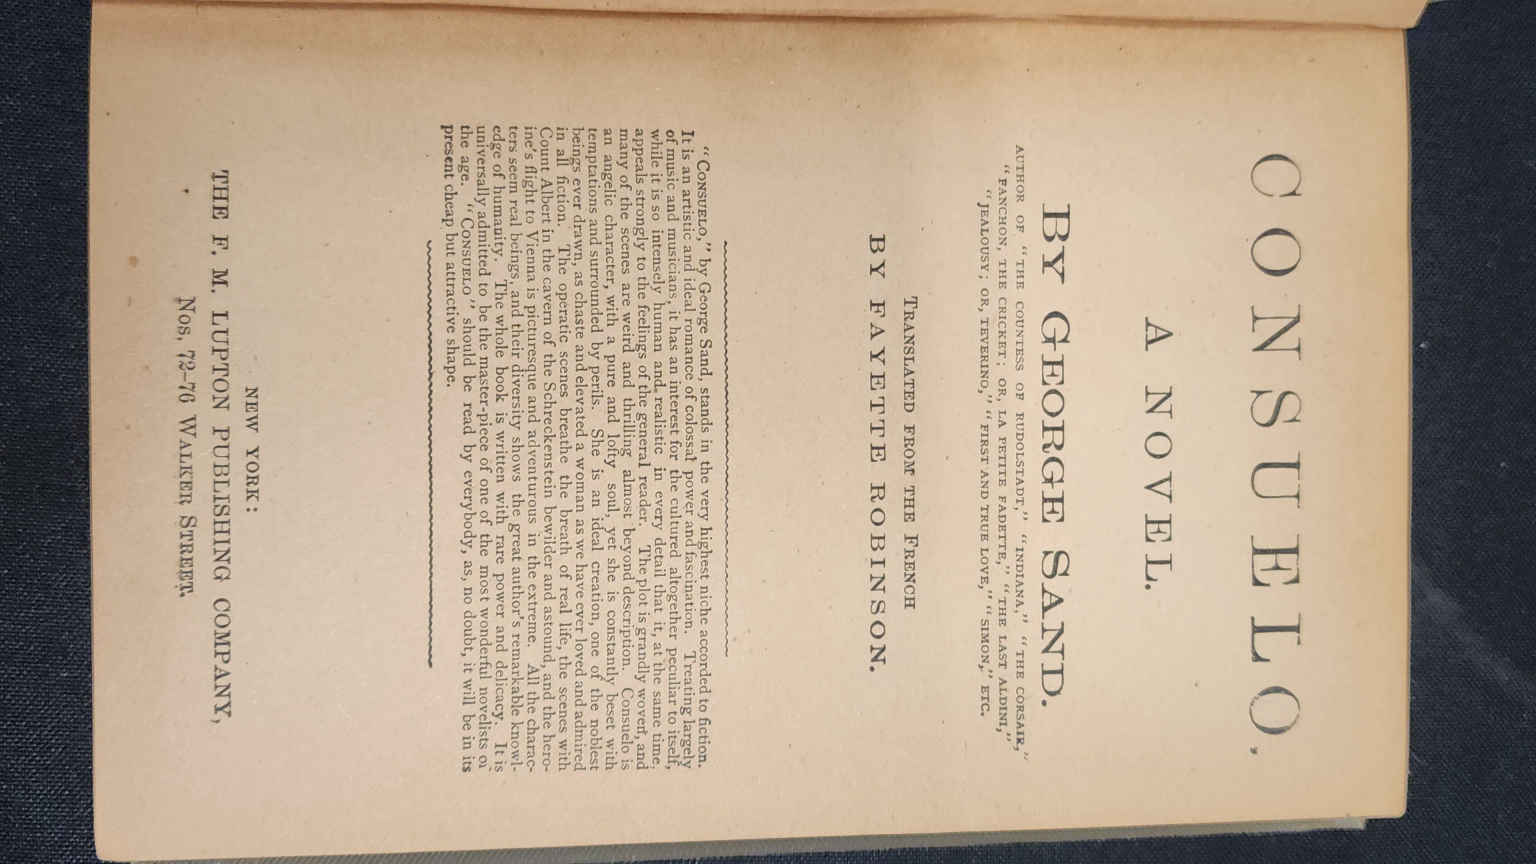 CONSUELO.
A NOVEL.
BY GEORGE SAND.
AUTHOR OF "THE COUNTESS OF RUDOLSTADT," "INDIANA," "THE CORSAIR,"
"FANCHON, THE CRICKET; OR, LA PETITE FADETTE," "THE LAST ALDINI,"
"JEALOUSY; OR, TEVERINO," "FIRST AND TRUE LOVE," "SIMON," ETC.
TRANSLATED FROM THE FRENCH
BY FAYETTE ROBINSON.
"CONSUELO," by George Sand, stands in the very highest niche accorded to fiction.
It is an artistic and ideal romance of colossal power and fascination. Treating largely
of music and musicians, it has an interest for the cultured altogether peculiar to itself,
while it is so intensely human and realistic in every detail that it, at the same time,
appeals strongly to the feelings of the general reader. The plot is grandly woven, and
many of the scenes are weird and thrilling almost beyond description. Consuelo is
an angelic character, with a pure and lofty soul, yet she is constantly beset with
temptations and surrounded by perils. She is an ideal creation, one of the noblest
beings ever drawn, as chaste and elevated a woman as we have ever loved and admired
in all fiction. The operatic scenes breathe the breath of real life, the scenes with
Count Albert in the cavern of the Schreckenstein bewilder and astound, and the hero-
ine's flight to Vienna is picturesque and adventurous in the extreme. All the charac-
ters seem real beings, and their diversity shows the great author's remarkable knowl-
edge of humanity. The whole book is written with rare power and delicacy. It is
universally admitted to be the master-piece of one of the most wonderful novelists of
the age. "CONSUELO" should be read by everybody, as, no doubt, it will be in its
present cheap but attractive shape.
NEW YORK:
THE F. M. LUPTON PUBLISHING COMPANY,
Nos. 72-76 WALKER STREET.